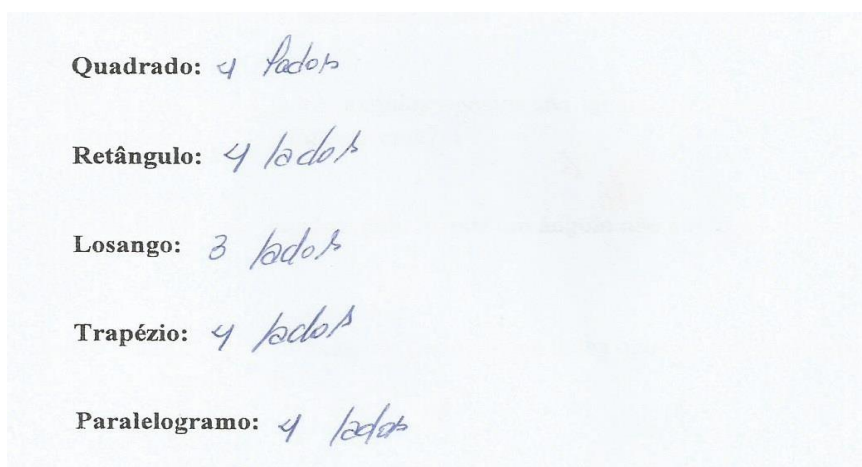 Quadrado: 4 lados
Retângulo: 4 lados
Losango: 3 lados
Trapézio: 4 lados
Paralelogramo: 4 lados